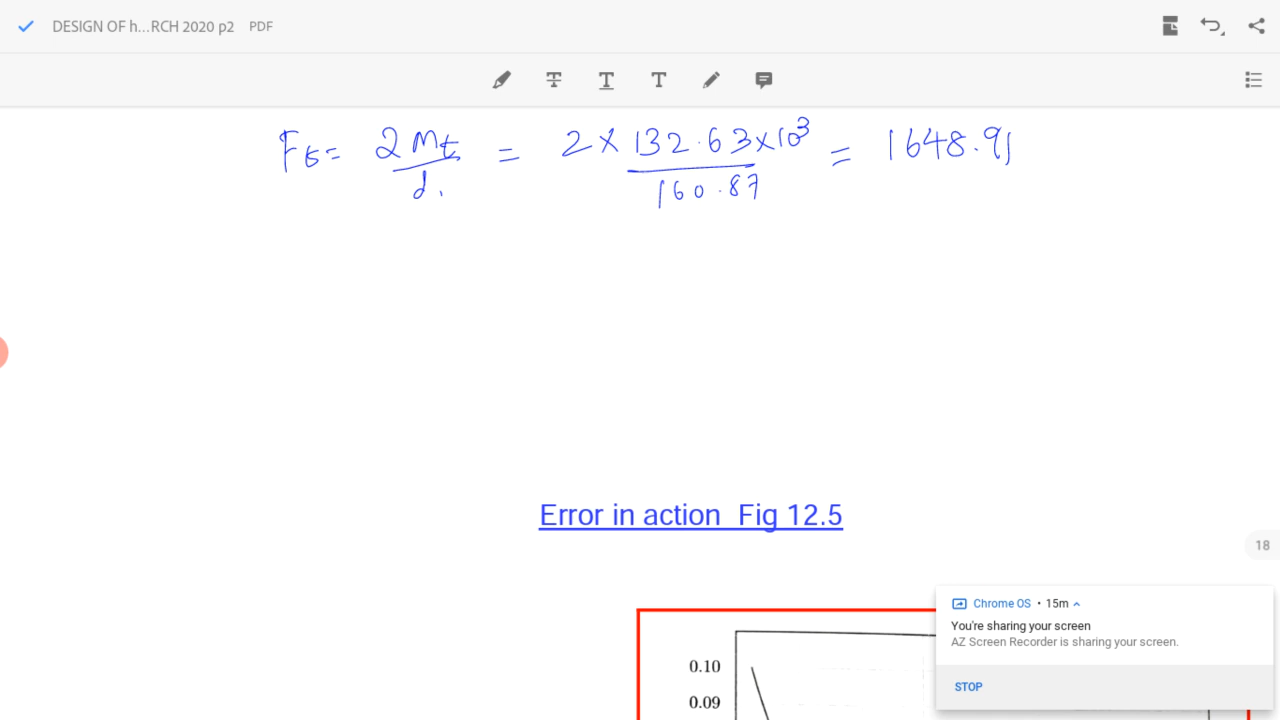 DESIGN OF h...RCH 2020 p2 PDF
Ft = 2 Mt / d1 = 2 × 132.63×10³ / 160.87 = 1648.91
Error in action Fig 12.5
18
Chrome OS • 15m
You're sharing your screen
AZ Screen Recorder is sharing your screen.
STOP
0.10
0.09